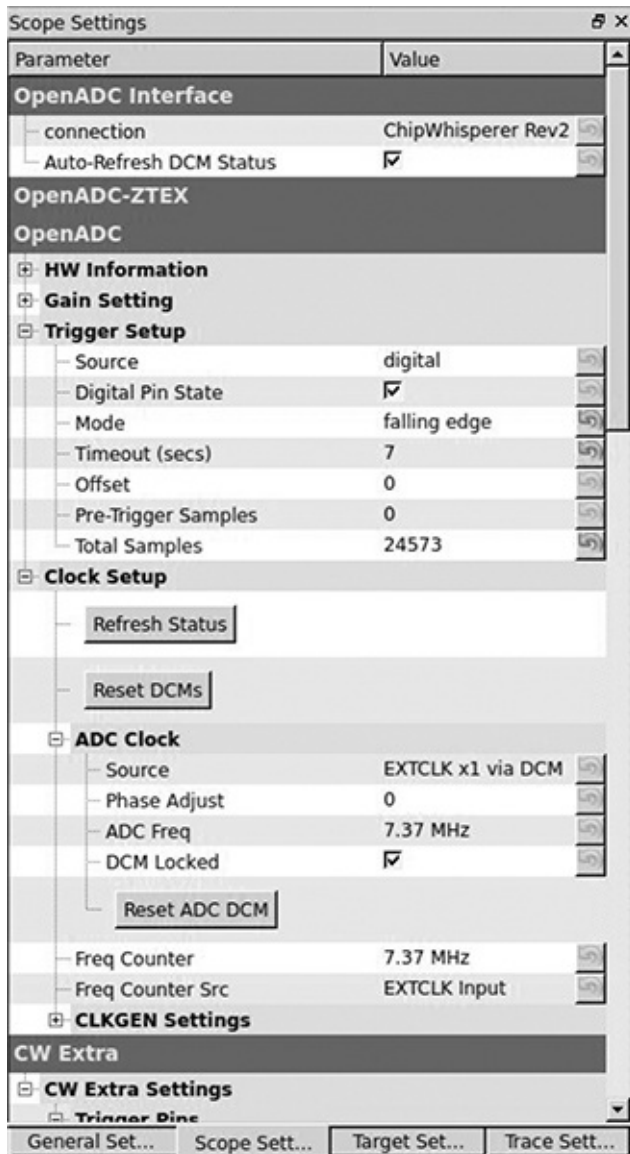 Scope Settings
Parameter Value
OpenADC Interface
connection ChipWhisperer Rev2
Auto-Refresh DCM Status
OpenADC-ZTEX
OpenADC
HW Information
Gain Setting
Trigger Setup
Source digital
Digital Pin State
Mode falling edge
Timeout (secs) 7
Offset 0
Pre-Trigger Samples 0
Total Samples 24573
Clock Setup
Refresh Status
Reset DCMs
ADC Clock
Source EXTCLK x1 via DCM
Phase Adjust 0
ADC Freq 7.37 MHz
DCM Locked
Reset ADC DCM
Freq Counter 7.37 MHz
Freq Counter Src EXTCLK Input
CLKGEN Settings
CW Extra
CW Extra Settings
Trigger Pins
General Set... Scope Sett... Target Set... Trace Sett...